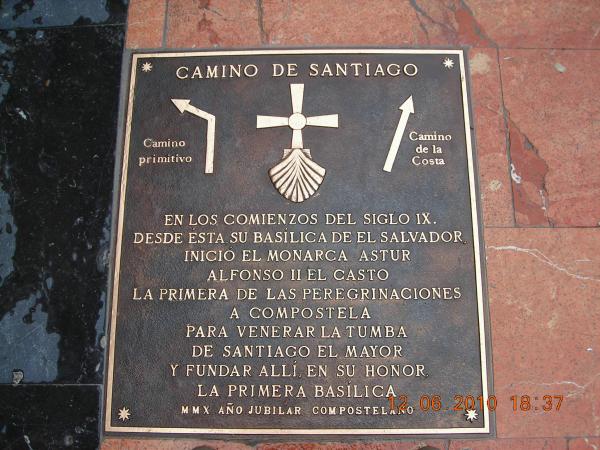 CAMINO DE SANTIAGO
Camino
primitivo
Camino
de la
Costa
EN LOS COMIENZOS DEL SIGLO IX.
DESDE ÉSTA SU BASÍLICA DE EL SALVADOR,
INICIÓ EL MONARCA ASTUR
ALFONSO II EL CASTO
LA PRIMERA DE LAS PEREGRINACIONES
A COMPOSTELA
PARA VENERAR LA TUMBA
DE SANTIAGO EL MAYOR
Y FUNDAR ALLÍ, EN SU HONOR,
LA PRIMERA BASÍLICA
MMX AÑO JUBILAR COMPOSTELANO
12 06 2010 18:37